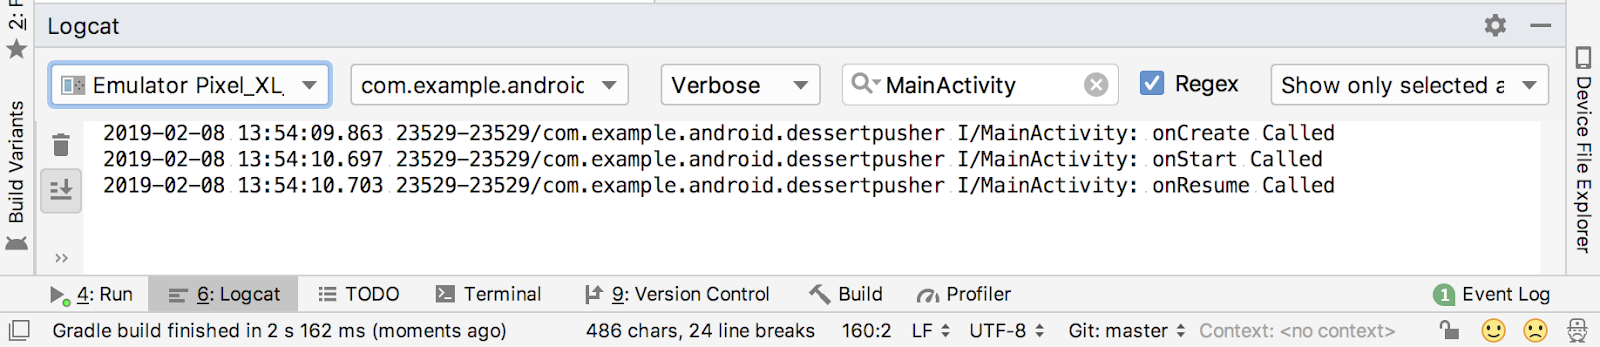 Logcat
Emulator Pixel_XL_ com.example.android Verbose MainActivity Regex Show only selected a
2019-02-08 13:54:09.863 23529-23529/com.example.android.dessertpusher I/MainActivity: onCreate Called
2019-02-08 13:54:10.697 23529-23529/com.example.android.dessertpusher I/MainActivity: onStart Called
2019-02-08 13:54:10.703 23529-23529/com.example.android.dessertpusher I/MainActivity: onResume Called
2: F
Build Variants
Device File Explorer
4: Run 6: Logcat TODO Terminal 9: Version Control Build Profiler 1 Event Log
Gradle build finished in 2 s 162 ms (moments ago) 486 chars, 24 line breaks 160:2 LF UTF-8 Git: master Context: <no context>